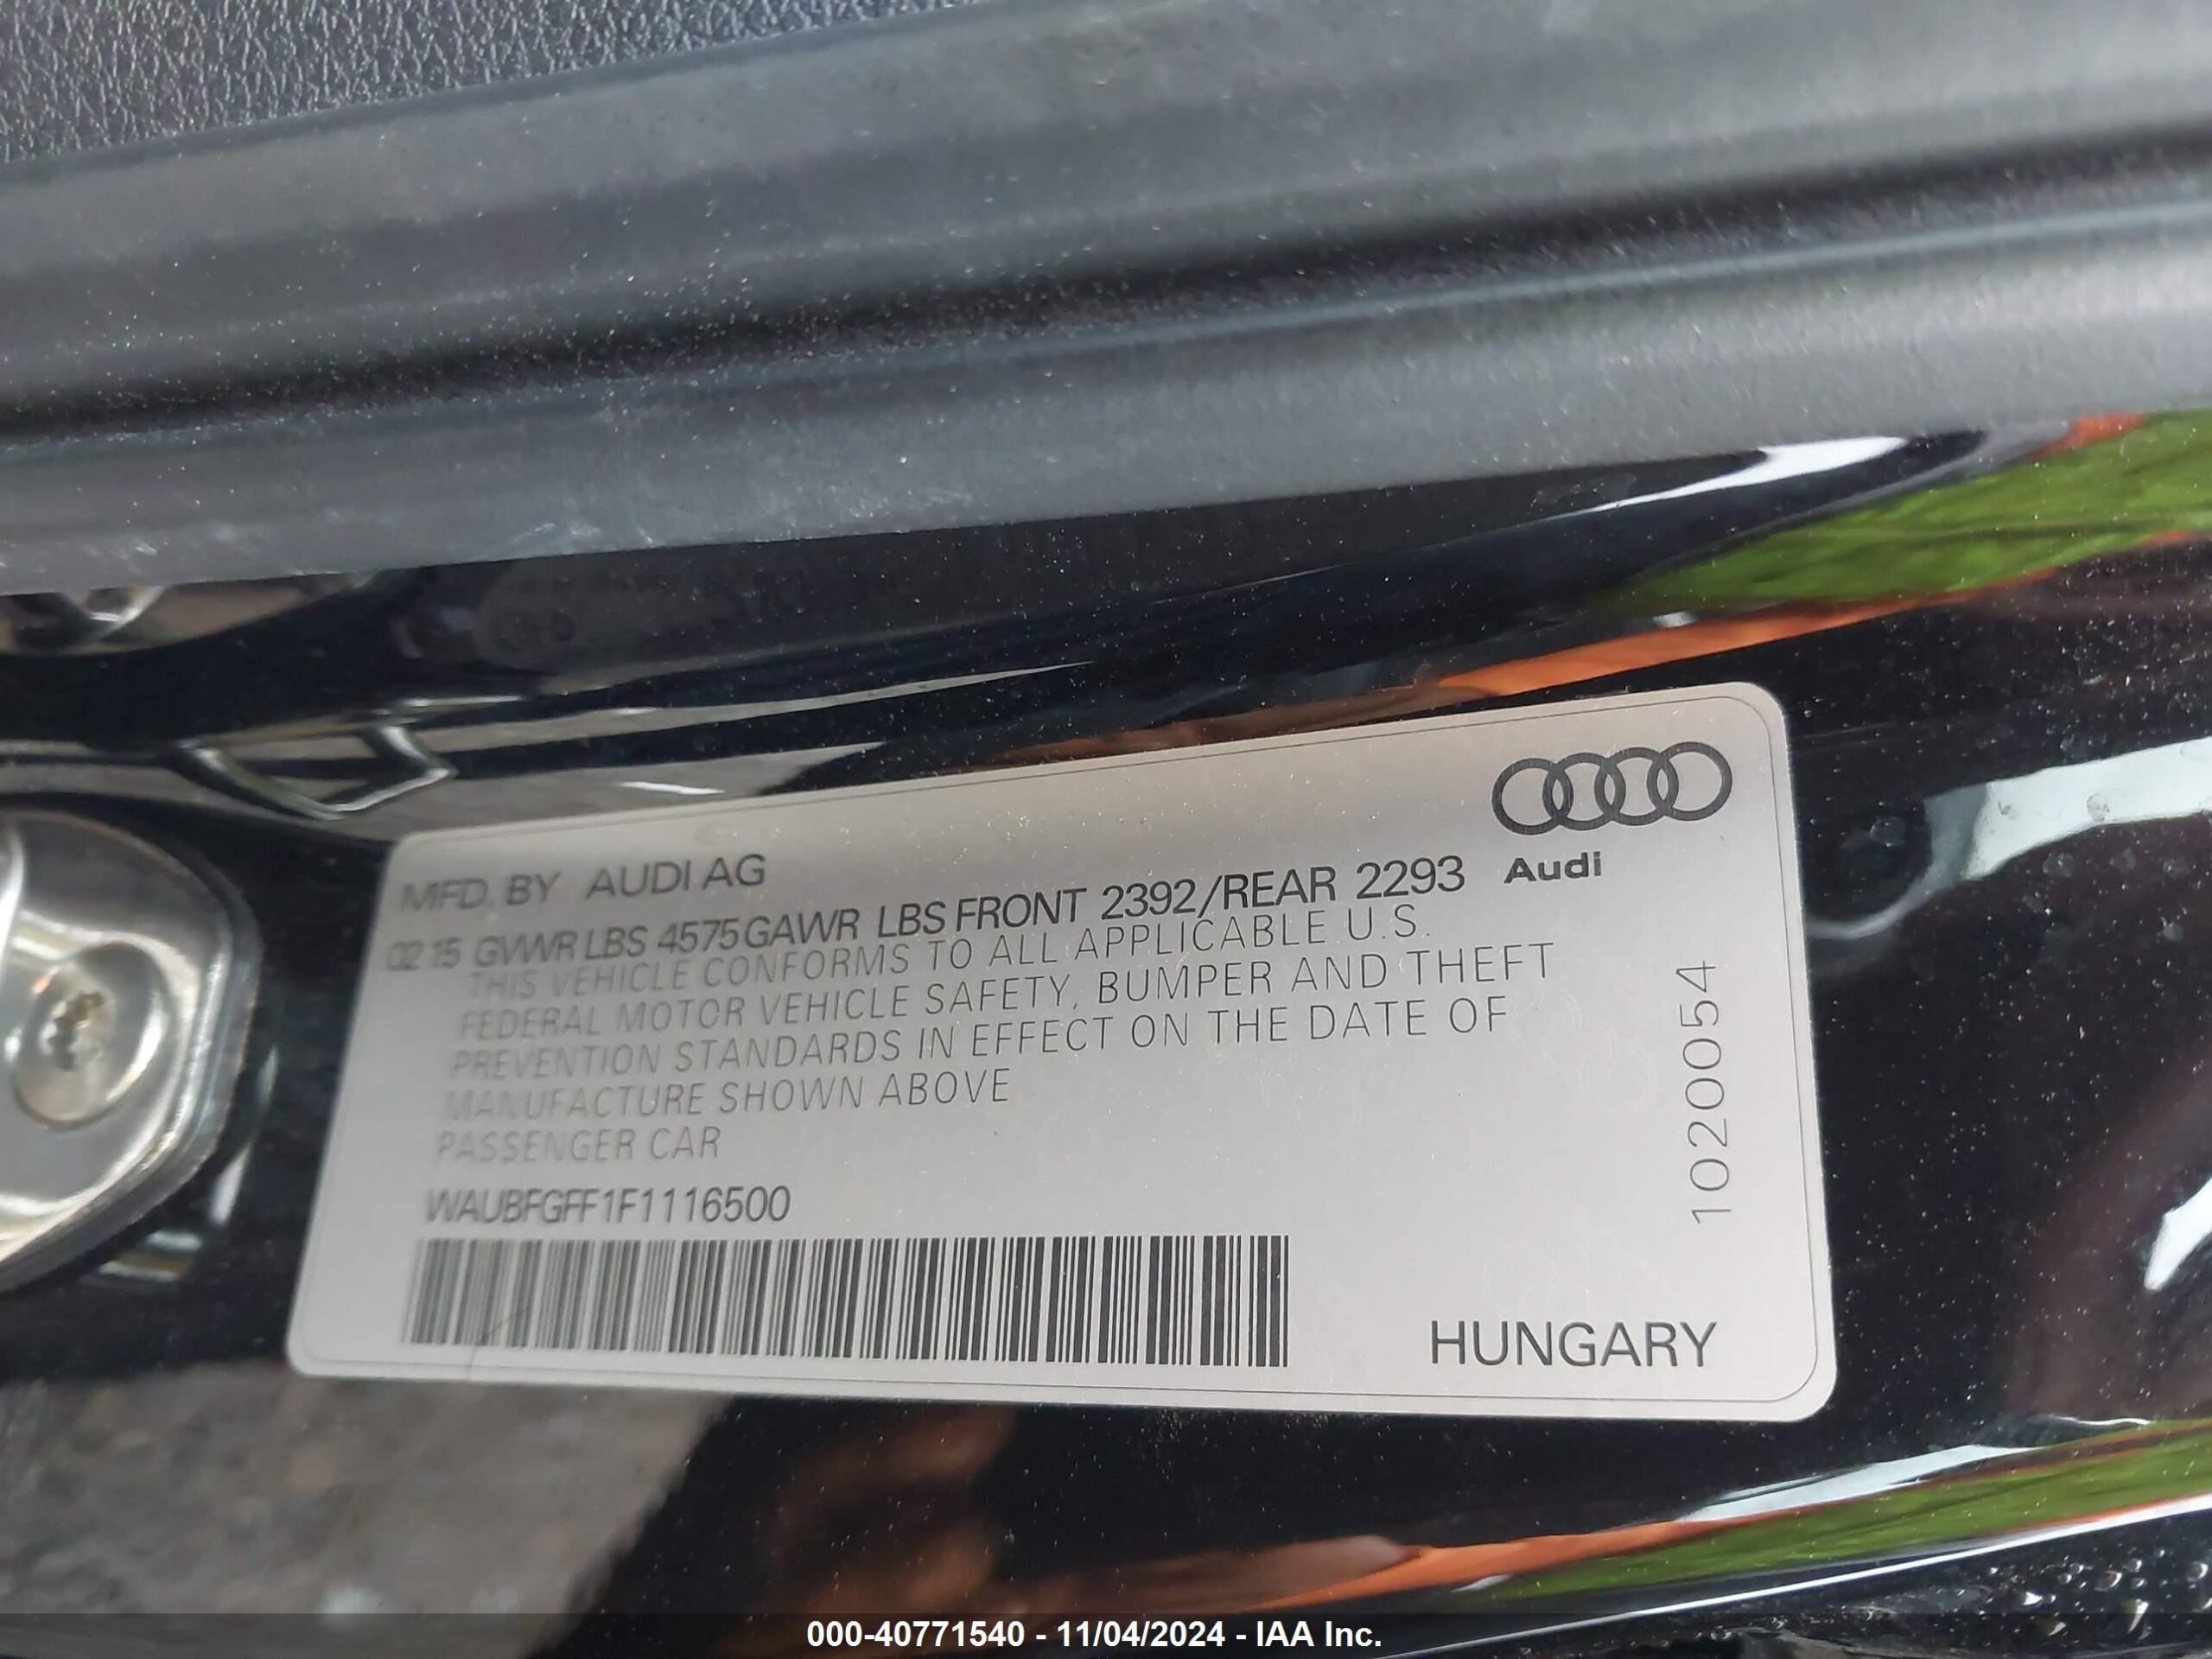 MFD. BY AUDI AG
02 15 GVWR LBS 4575 GAWR LBS FRONT 2392/REAR 2293
Audi
THIS VEHICLE CONFORMS TO ALL APPLICABLE U.S.
FEDERAL MOTOR VEHICLE SAFETY, BUMPER AND THEFT
PREVENTION STANDARDS IN EFFECT ON THE DATE OF
MANUFACTURE SHOWN ABOVE
PASSENGER CAR
WAUBFGFF1F1116500
1020054
HUNGARY
000-40771540 - 11/04/2024 - IAA Inc.